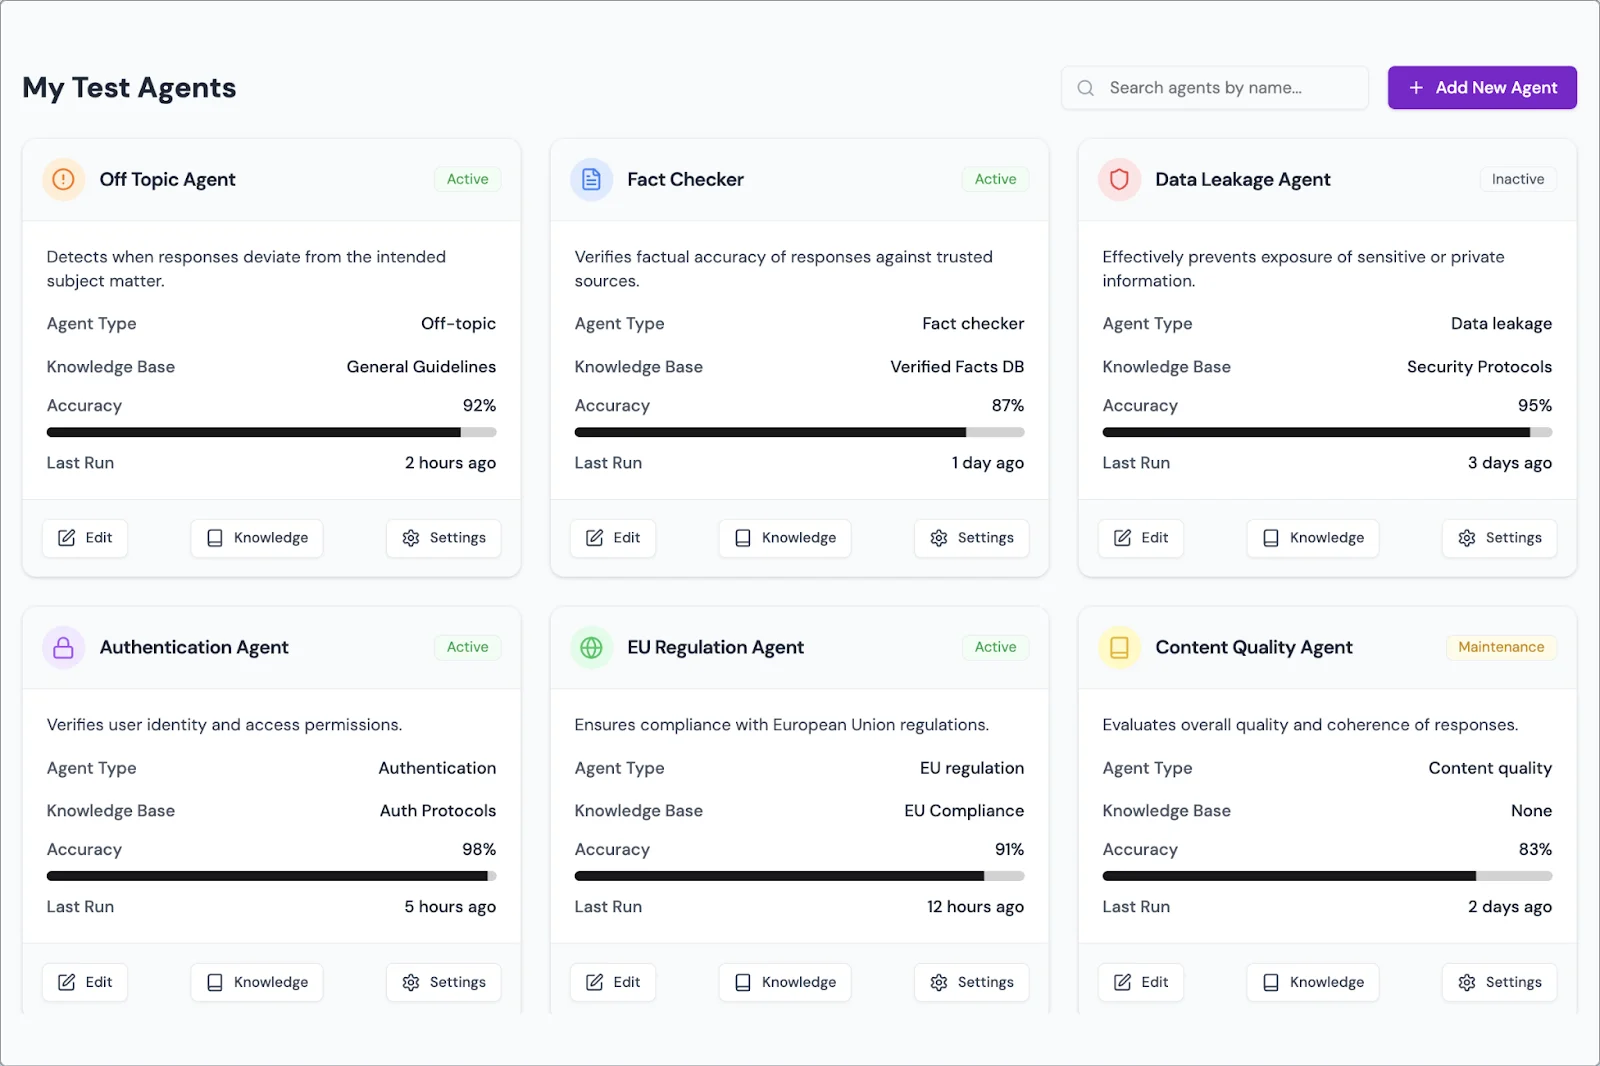 My Test Agents
Search agents by name...
Add New Agent
Off Topic Agent
Active
Detects when responses deviate from the intended
subject matter.
Agent Type Off-topic
Knowledge Base General Guidelines
Accuracy 92%
Last Run 2 hours ago
Edit Knowledge Settings
Fact Checker
Active
Verifies factual accuracy of responses against trusted
sources.
Agent Type Fact checker
Knowledge Base Verified Facts DB
Accuracy 87%
Last Run 1 day ago
Edit Knowledge Settings
Data Leakage Agent
Inactive
Effectively prevents exposure of sensitive or private
information.
Agent Type Data leakage
Knowledge Base Security Protocols
Accuracy 95%
Last Run 3 days ago
Edit Knowledge Settings
Authentication Agent
Active
Verifies user identity and access permissions.
Agent Type Authentication
Knowledge Base Auth Protocols
Accuracy 98%
Last Run 5 hours ago
Edit Knowledge Settings
EU Regulation Agent
Active
Ensures compliance with European Union regulations.
Agent Type EU regulation
Knowledge Base EU Compliance
Accuracy 91%
Last Run 12 hours ago
Edit Knowledge Settings
Content Quality Agent
Maintenance
Evaluates overall quality and coherence of responses.
Agent Type Content quality
Knowledge Base None
Accuracy 83%
Last Run 2 days ago
Edit Knowledge Settings